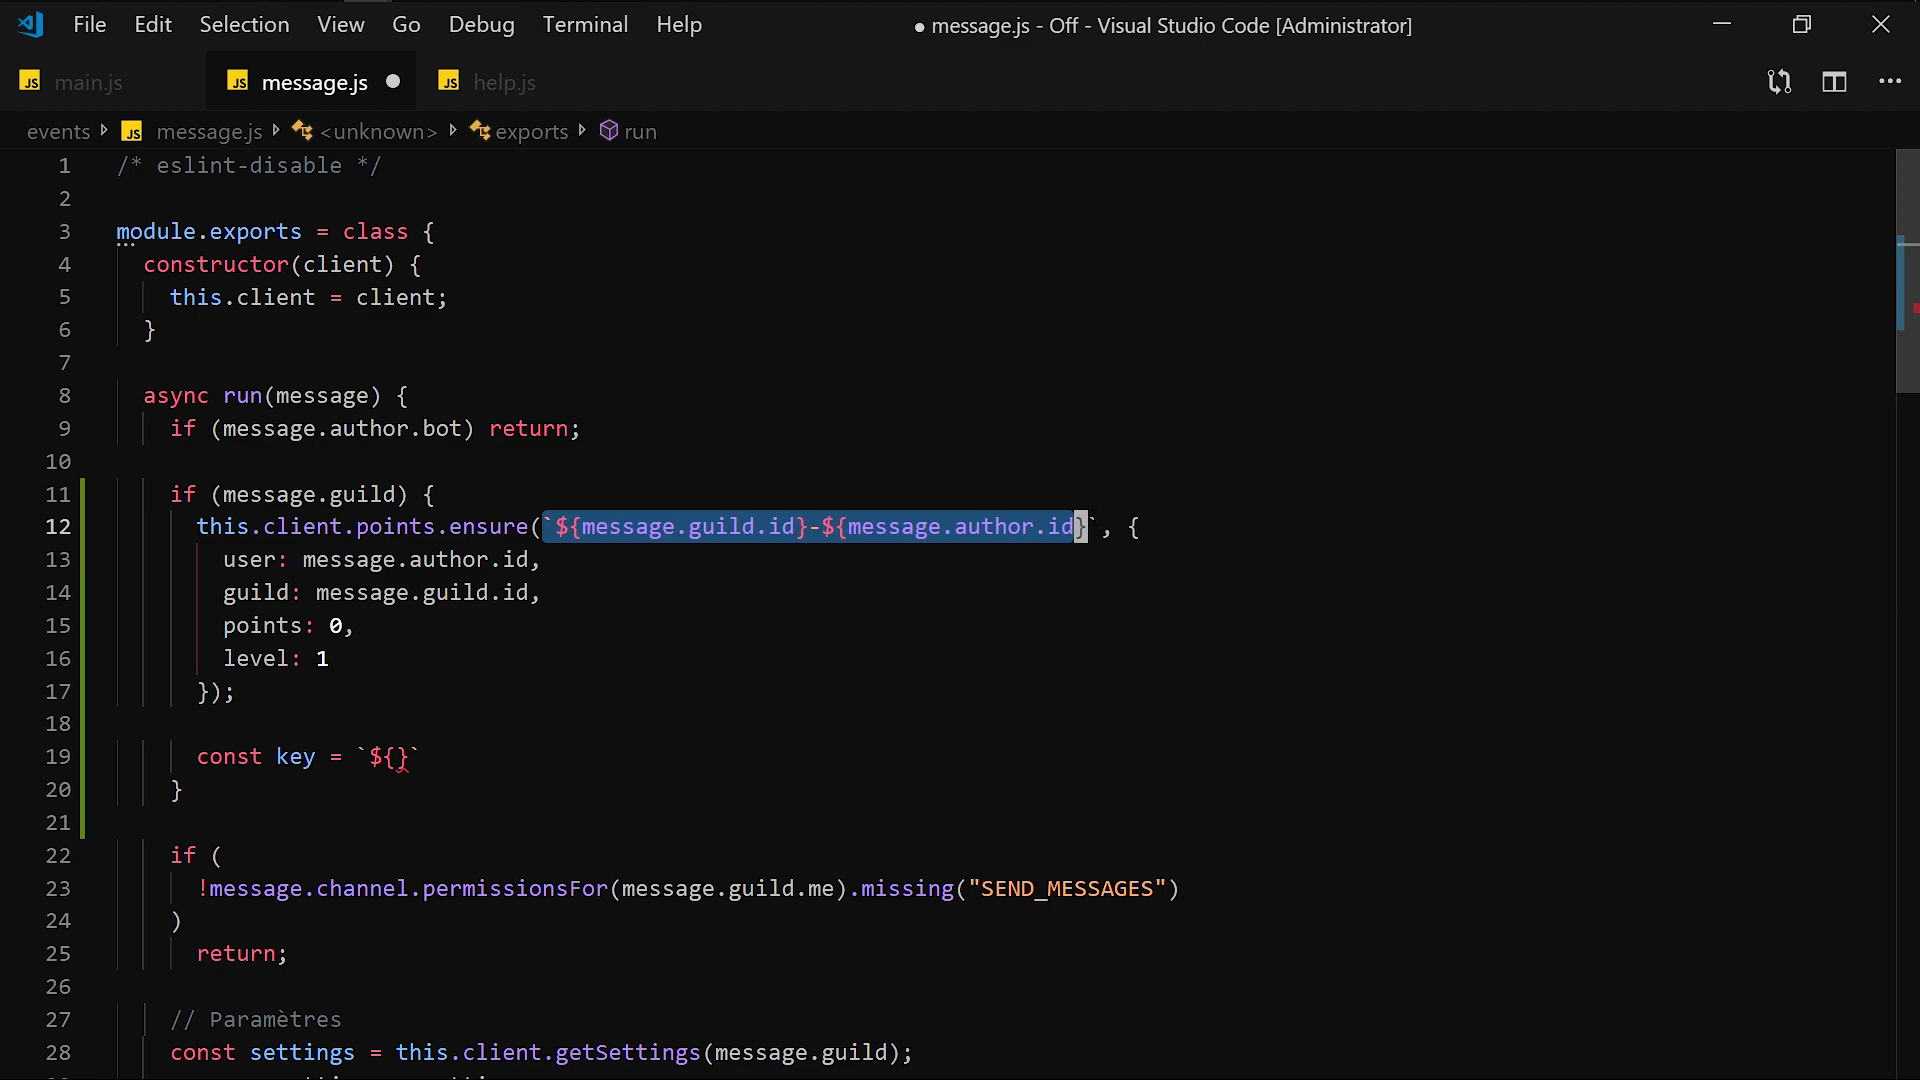 File Edit Selection View Go Debug Terminal Help
● message.js - Off - Visual Studio Code [Administrator]
JS main.js
JS message.js ●
JS help.js
events JS message.js <unknown> exports run
1 /* eslint-disable */
2
3 module.exports = class {
4 constructor(client) {
5 this.client = client;
6 }
7
8 async run(message) {
9 if (message.author.bot) return;
10
11 if (message.guild) {
12 this.client.points.ensure(`${message.guild.id}-${message.author.id}`, {
13 user: message.author.id,
14 guild: message.guild.id,
15 points: 0,
16 level: 1
17 });
18
19 const key = `${}`
20 }
21
22 if (
23 !message.channel.permissionsFor(message.guild.me).missing("SEND_MESSAGES")
24 )
25 return;
26
27 // Paramètres
28 const settings = this.client.getSettings(message.guild);